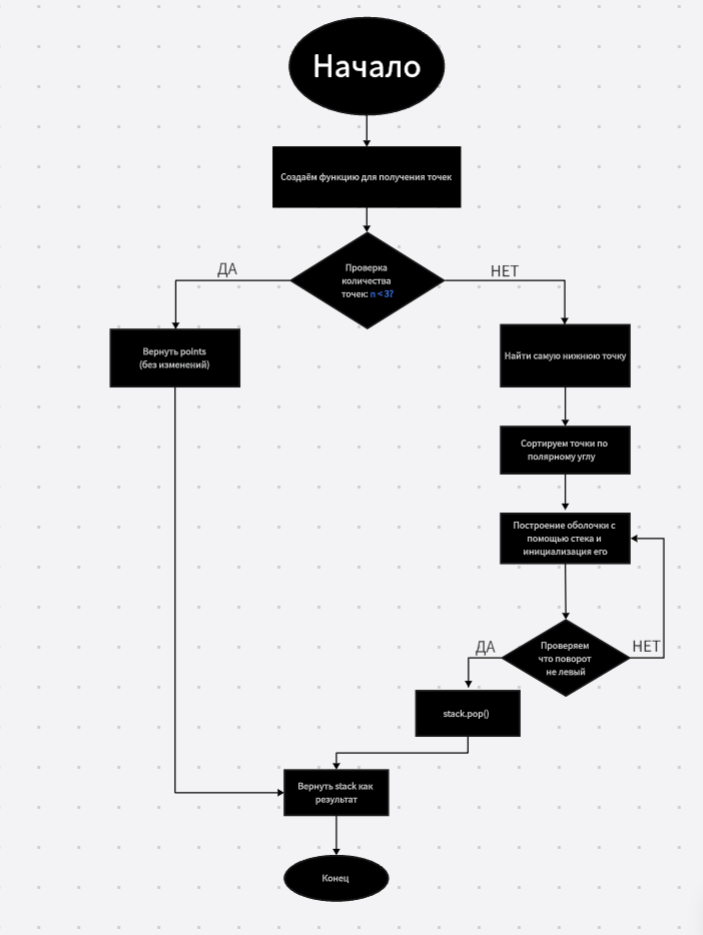 Начало
Создаём функцию для получения точек
Проверка
количества
точек: n < 3?
ДА
НЕТ
Вернуть points
(без изменений)
Найти самую нижнюю точку
Сортируем точки по
полярному углу
Построение оболочки с
помощью стека и
инициализация его
Проверяем
что поворот
не левый
ДА
НЕТ
stack.pop()
Вернуть stack как
результат
Конец